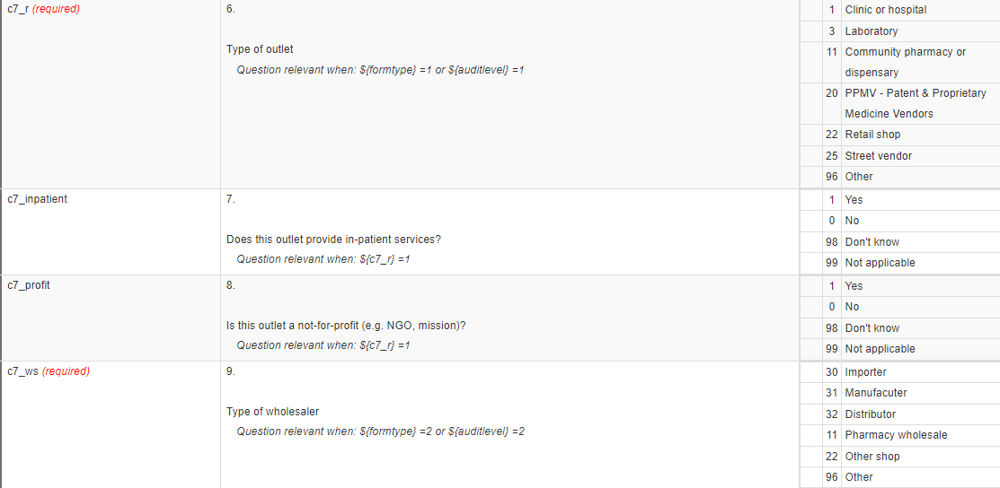 c7_r (required)
6.
Type of outlet
Question relevant when: ${formtype} =1 or ${auditlevel} =1
1 Clinic or hospital
3 Laboratory
11 Community pharmacy or
dispensary
20 PPMV - Patent & Proprietary
Medicine Vendors
22 Retail shop
25 Street vendor
96 Other
c7_inpatient
7.
Does this outlet provide in-patient services?
Question relevant when: ${c7_r} =1
1 Yes
0 No
98 Don't know
99 Not applicable
c7_profit
8.
Is this outlet a not-for-profit (e.g. NGO, mission)?
Question relevant when: ${c7_r} =1
1 Yes
0 No
98 Don't know
99 Not applicable
c7_ws (required)
9.
Type of wholesaler
Question relevant when: ${formtype} =2 or ${auditlevel} =2
30 Importer
31 Manufacuter
32 Distributor
11 Pharmacy wholesale
22 Other shop
96 Other